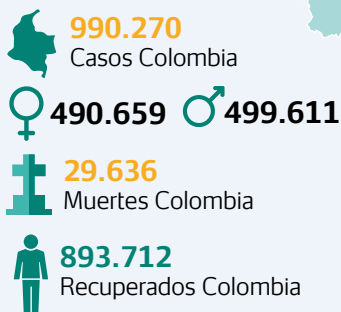 990.270
Casos Colombia
490.659 499.611
29.636
Muertes Colombia
893.712
Recuperados Colombia